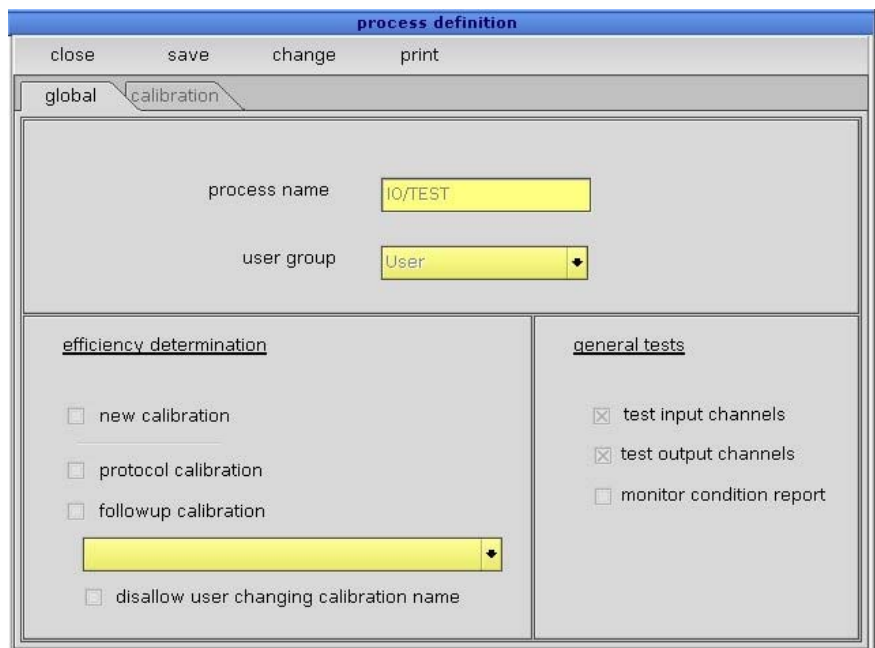 process definition
close save change print
global calibration
process name IO/TEST
user group User
efficiency determination
new calibration
protocol calibration
followup calibration
disallow user changing calibration name
general tests
test input channels
test output channels
monitor condition report